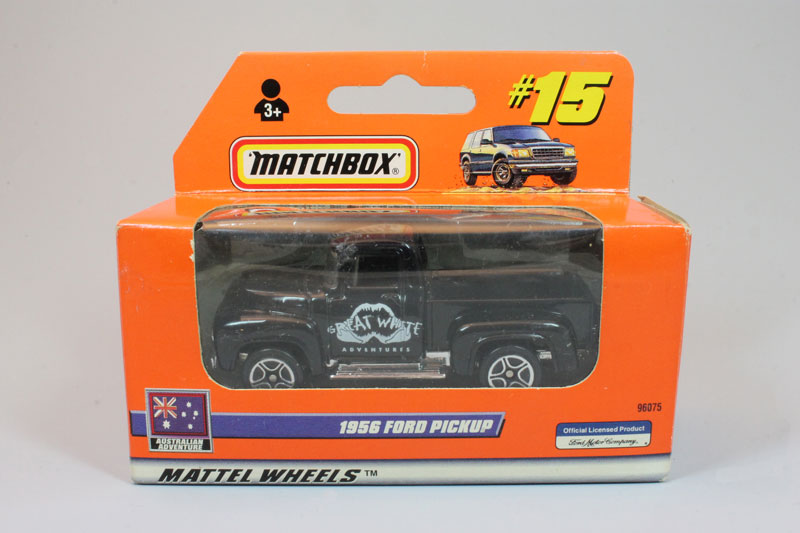 #15
3+
MATCHBOX®
GREAT WHITE
ADVENTURES
96075
1956 FORD PICKUP
Official Licensed Product
Ford Motor Company,
AUSTRALIAN
ADVENTURE
MATTEL WHEELS™